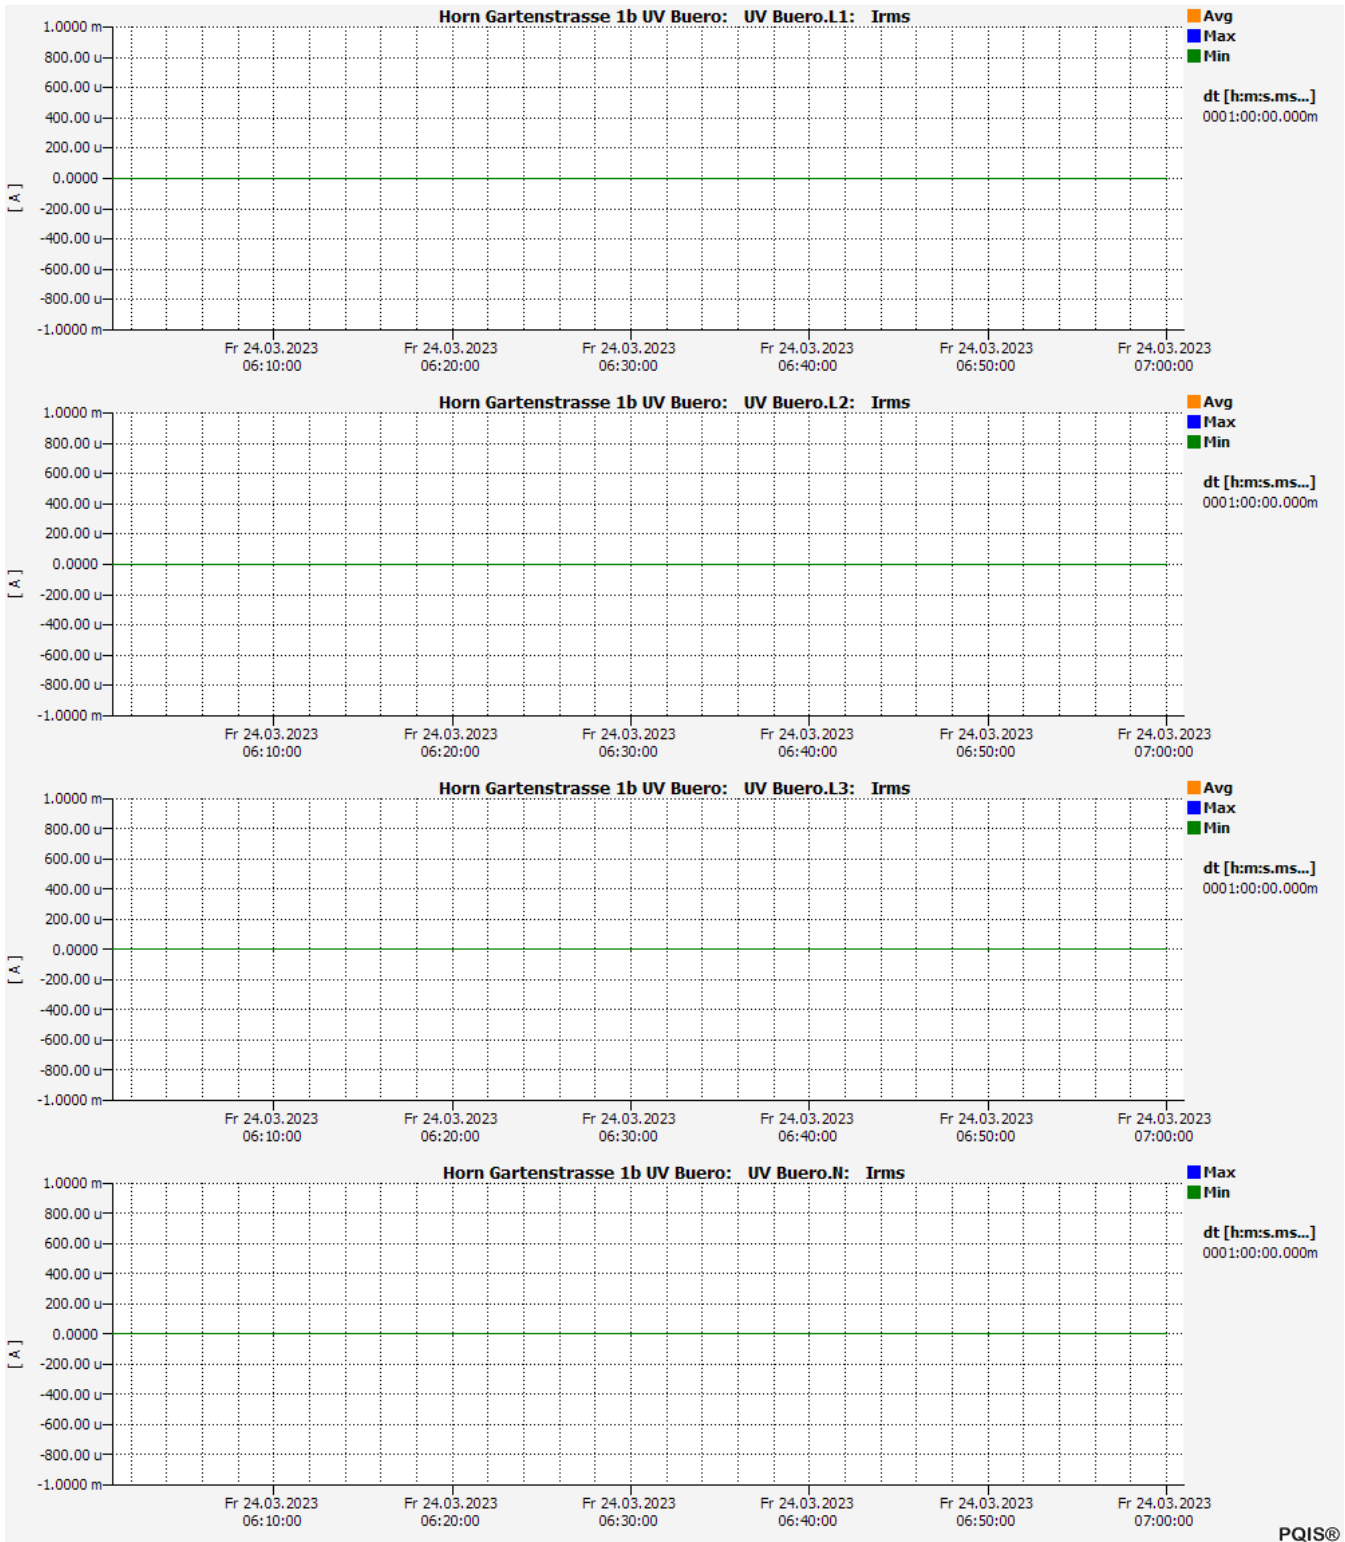 Horn Gartenstrasse 1b UV Buero:   UV Buero.L1:   Irms
Avg
Max
Min
dt [h:m:s.ms...]
0001:00:00.000m
1.0000 m
800.00 u
600.00 u
400.00 u
200.00 u
0.0000
-200.00 u
-400.00 u
-600.00 u
-800.00 u
-1.0000 m
[ A ]
Fr 24.03.2023 Fr 24.03.2023 Fr 24.03.2023 Fr 24.03.2023 Fr 24.03.2023 Fr 24.03.2023
06:10:00 06:20:00 06:30:00 06:40:00 06:50:00 07:00:00
Horn Gartenstrasse 1b UV Buero:   UV Buero.L2:   Irms
Avg
Max
Min
dt [h:m:s.ms...]
0001:00:00.000m
1.0000 m
800.00 u
600.00 u
400.00 u
200.00 u
0.0000
-200.00 u
-400.00 u
-600.00 u
-800.00 u
-1.0000 m
[ A ]
Fr 24.03.2023 Fr 24.03.2023 Fr 24.03.2023 Fr 24.03.2023 Fr 24.03.2023 Fr 24.03.2023
06:10:00 06:20:00 06:30:00 06:40:00 06:50:00 07:00:00
Horn Gartenstrasse 1b UV Buero:   UV Buero.L3:   Irms
Avg
Max
Min
dt [h:m:s.ms...]
0001:00:00.000m
1.0000 m
800.00 u
600.00 u
400.00 u
200.00 u
0.0000
-200.00 u
-400.00 u
-600.00 u
-800.00 u
-1.0000 m
[ A ]
Fr 24.03.2023 Fr 24.03.2023 Fr 24.03.2023 Fr 24.03.2023 Fr 24.03.2023 Fr 24.03.2023
06:10:00 06:20:00 06:30:00 06:40:00 06:50:00 07:00:00
Horn Gartenstrasse 1b UV Buero:   UV Buero.N:   Irms
Max
Min
dt [h:m:s.ms...]
0001:00:00.000m
1.0000 m
800.00 u
600.00 u
400.00 u
200.00 u
0.0000
-200.00 u
-400.00 u
-600.00 u
-800.00 u
-1.0000 m
[ A ]
Fr 24.03.2023 Fr 24.03.2023 Fr 24.03.2023 Fr 24.03.2023 Fr 24.03.2023 Fr 24.03.2023
06:10:00 06:20:00 06:30:00 06:40:00 06:50:00 07:00:00
PQIS®